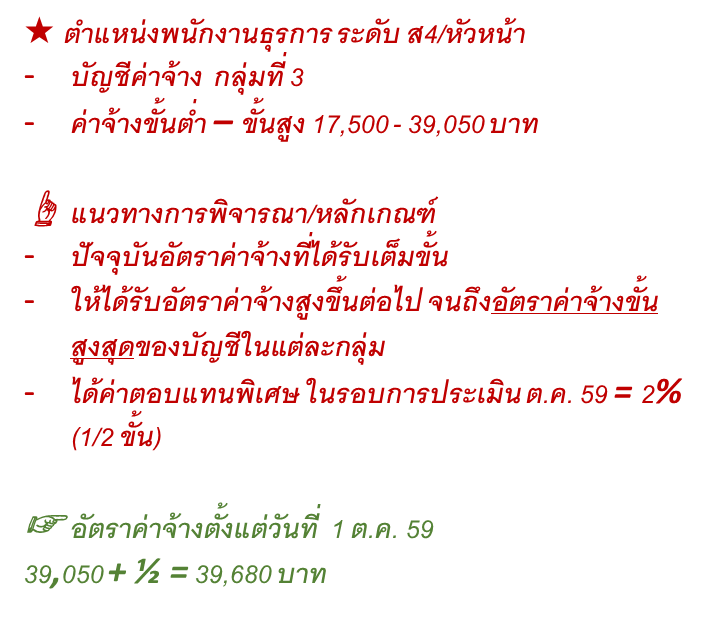 ★ ตำแหน่งพนักงานธุรการ ระดับ ส4/หัวหน้า
- บัญชีค่าจ้าง กลุ่มที่ 3
- ค่าจ้างขั้นต่ำ – ขั้นสูง 17,500 - 39,050 บาท
☝ แนวทางการพิจารณา/หลักเกณฑ์
- ปัจจุบันอัตราค่าจ้างที่ได้รับเต็มขั้น
- ให้ได้รับอัตราค่าจ้างสูงขึ้นต่อไป จนถึงอัตราค่าจ้างขั้น
สูงสุดของบัญชีในแต่ละกลุ่ม
- ได้ค่าตอบแทนพิเศษ ในรอบการประเมิน ต.ค. 59 = 2%
(1/2 ขั้น)
☞ อัตราค่าจ้างตั้งแต่วันที่ 1 ต.ค. 59
39,050 + ½ = 39,680 บาท